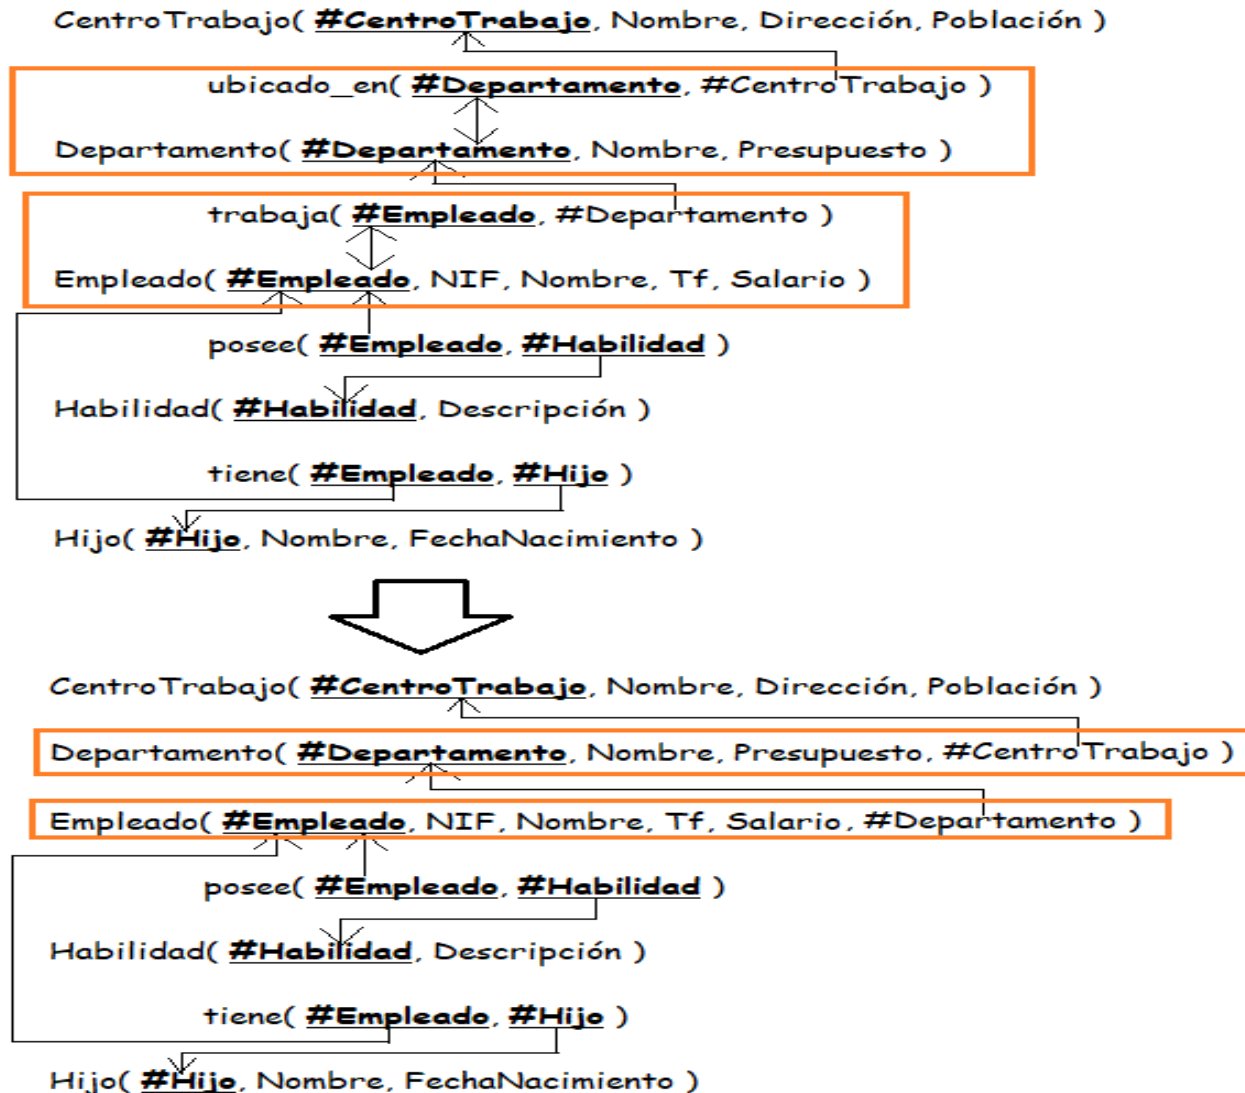 CentroTrabajo( #CentroTrabajo, Nombre, Dirección, Población )
ubicado_en( #Departamento, #CentroTrabajo )
Departamento( #Departamento, Nombre, Presupuesto )
trabaja( #Empleado, #Departamento )
Empleado( #Empleado, NIF, Nombre, Tf, Salario )
posee( #Empleado, #Habilidad )
Habilidad( #Habilidad, Descripción )
tiene( #Empleado, #Hijo )
Hijo( #Hijo, Nombre, FechaNacimiento )
CentroTrabajo( #CentroTrabajo, Nombre, Dirección, Población )
Departamento( #Departamento, Nombre, Presupuesto, #CentroTrabajo )
Empleado( #Empleado, NIF, Nombre, Tf, Salario, #Departamento )
posee( #Empleado, #Habilidad )
Habilidad( #Habilidad, Descripción )
tiene( #Empleado, #Hijo )
Hijo( #Hijo, Nombre, FechaNacimiento )